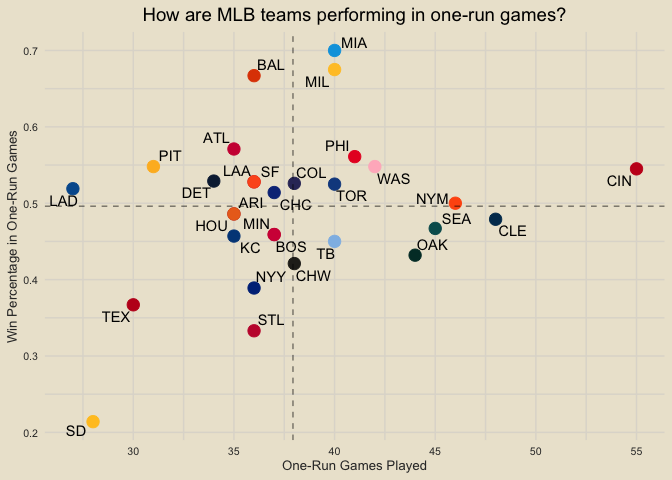 How are MLB teams performing in one-run games?
Win Percentage in One-Run Games
0.7
0.6
0.5
0.4
0.3
0.2
MIA
BAL
MIL
ATL
PHI
PIT
LAA
SF
COL
WAS
CIN
DET
LAD
ARI
CHC
TOR
NYM
HOU
MIN
SEA
CLE
KC
BOS
TB
OAK
NYY
CHW
TEX
STL
SD
30
35
40
45
50
55
One-Run Games Played